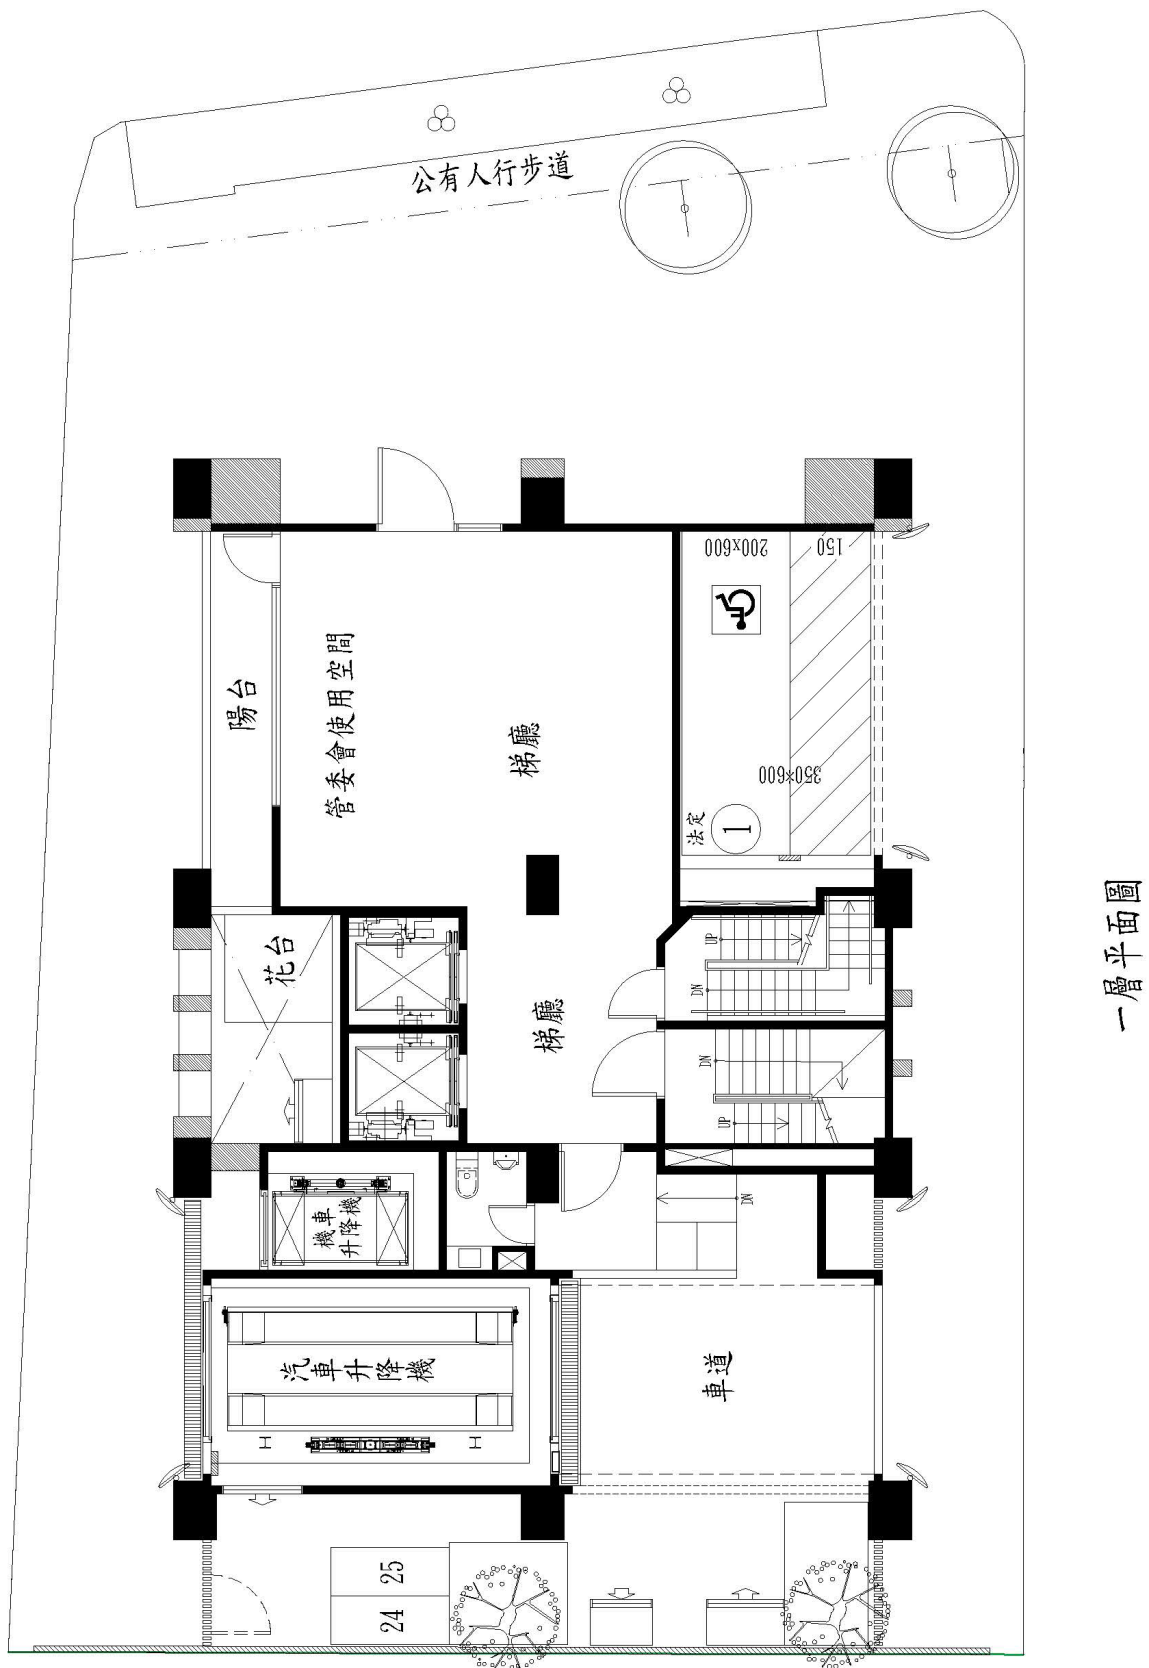 公有人行步道
200x600
150
陽台
管委會使用空間
梯廳
350x600
法定
1
花台
UP
DN
梯廳
DN
UP
機車
升降機
DN
汽車升降機
H
H
車道
25
24
一層平面圖